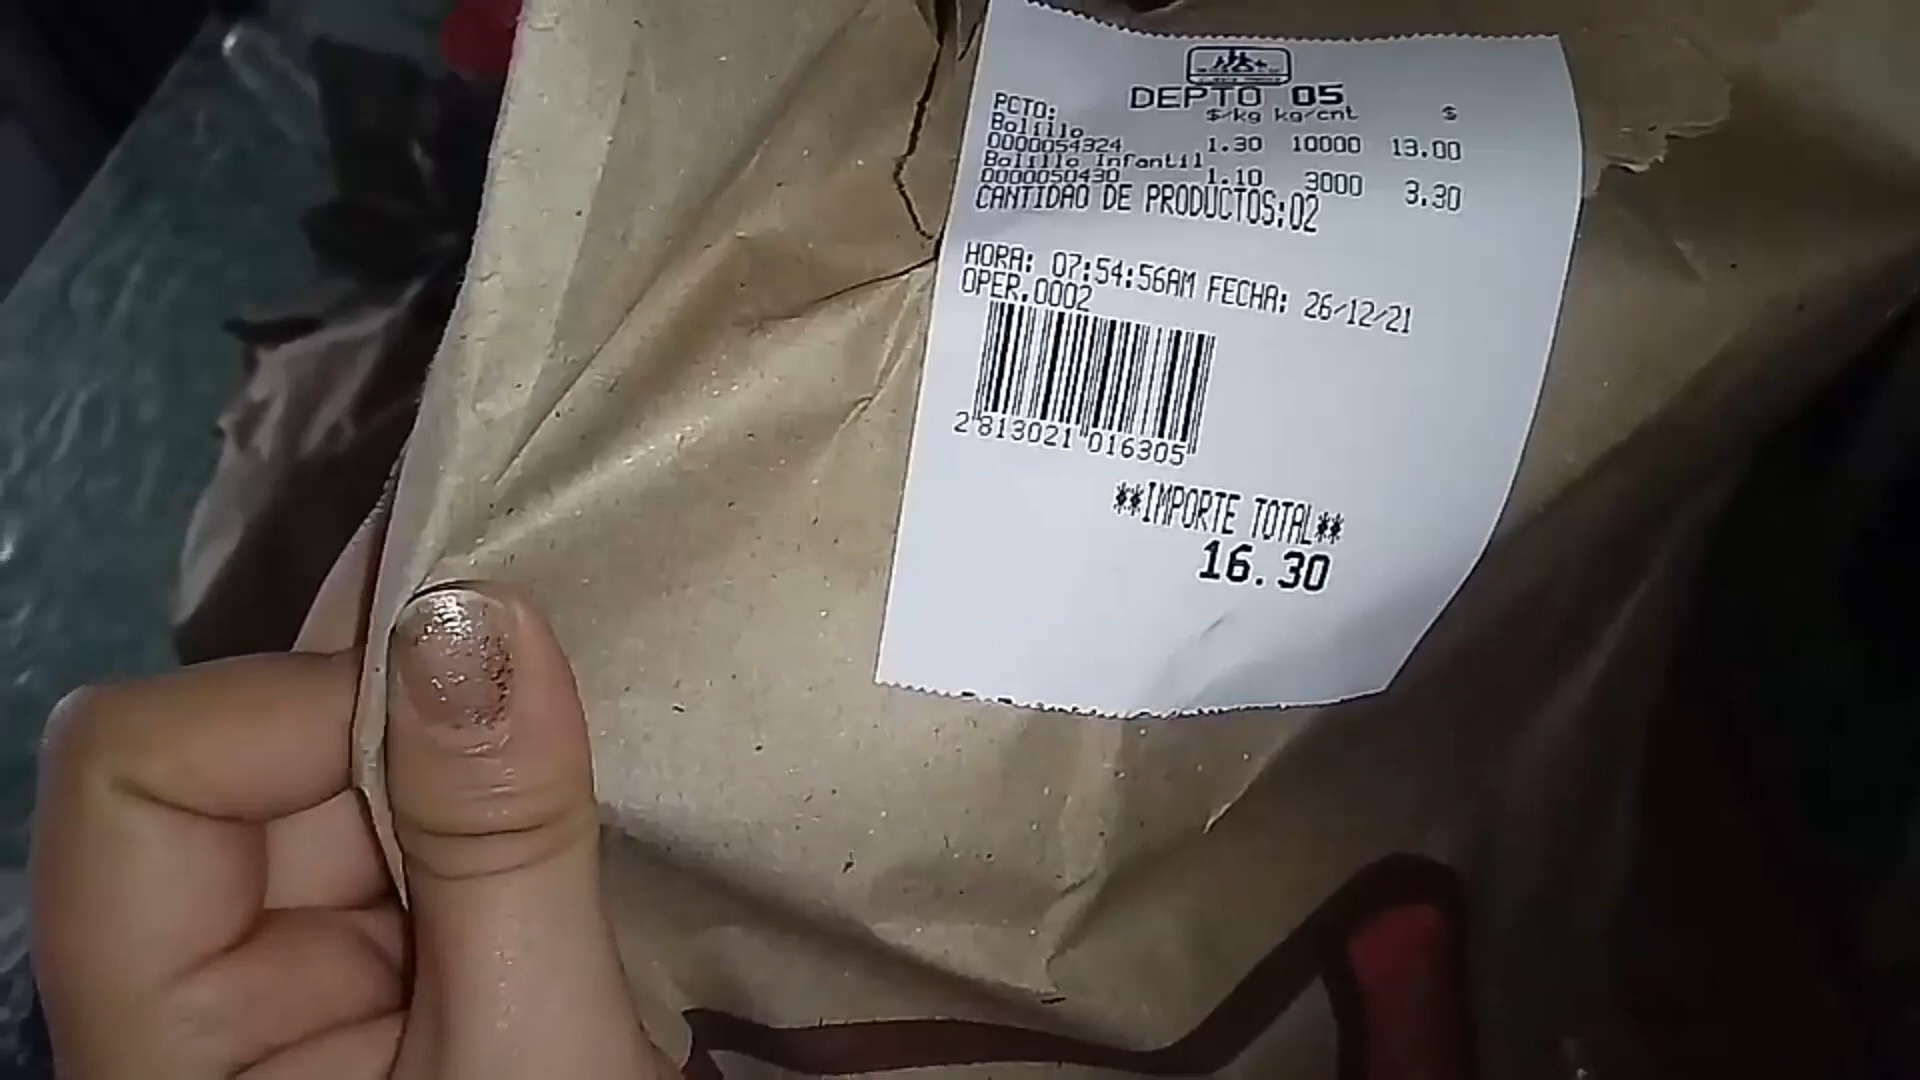 DEPTO 05
PCTO: $/kg kg/cnt $
Bolillo
0000054324 1.30 10000 13.00
Bolillo Infantil
0000050430 1.10 3000 3.30
CANTIDAD DE PRODUCTOS:02
HORA: 07:54:56AM FECHA: 26/12/21
OPER.0002
2 813021 016305
**IMPORTE TOTAL**
16.30